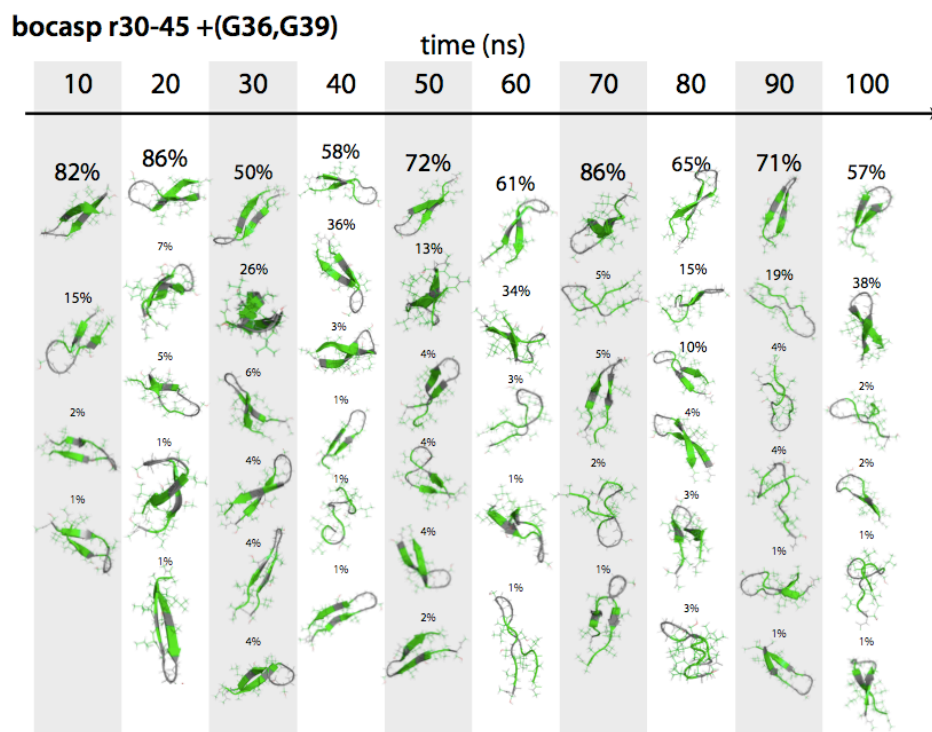 bocasp r30-45 +(G36,G39)
time (ns)
10 20 30 40 50 60 70 80 90 100
82% 86% 50% 58% 72% 61% 86% 65% 71% 57%
7% 36% 13% 5%
15% 26% 34% 15% 19% 38%
5% 3% 4% 3% 5% 10% 4%
6% 2%
2% 1% 1% 4% 4%
4% 1% 1% 2% 4% 2%
1% 3%
1% 4% 1% 4% 1% 1% 1% 1%
4% 2% 3% 1% 1%